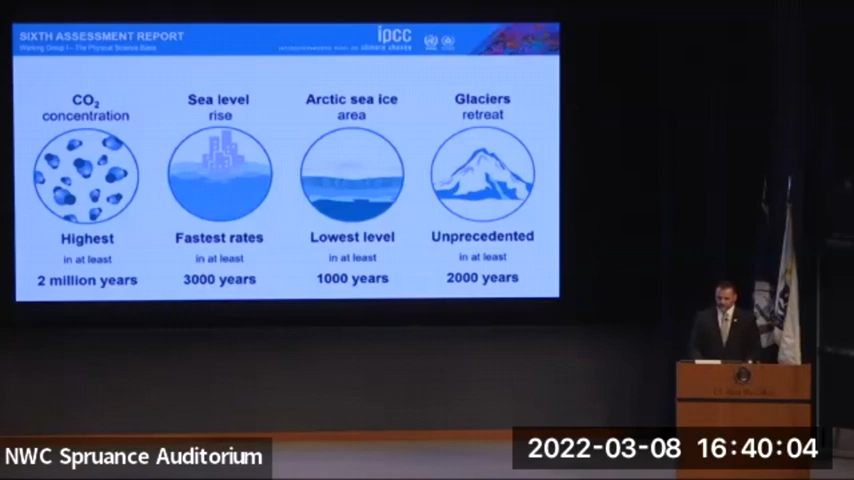 SIXTH ASSESSMENT REPORT
Working Group I – The Physical Science Basis
ipcc
INTERGOVERNMENTAL PANEL ON climate change
CO₂
concentration
Highest
in at least
2 million years
Sea level
rise
Fastest rates
in at least
3000 years
Arctic sea ice
area
Lowest level
in at least
1000 years
Glaciers
retreat
Unprecedented
in at least
2000 years
NWC Spruance Auditorium
2022-03-08 16:40:04